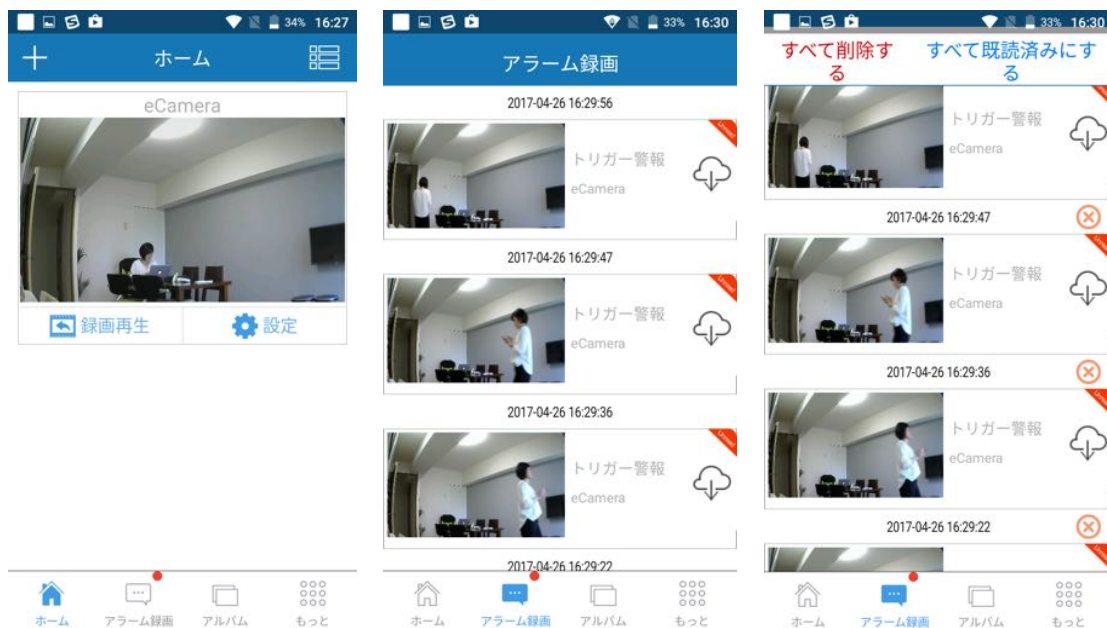 34% 16:27
ホーム
eCamera
録画再生
設定
ホーム
アラーム録画
アルバム
もっと
33% 16:30
アラーム録画
2017-04-26 16:29:56
トリガー警報
eCamera
2017-04-26 16:29:47
トリガー警報
eCamera
2017-04-26 16:29:36
トリガー警報
eCamera
2017-04-26 16:29:22
ホーム
アラーム録画
アルバム
もっと
33% 16:30
すべて削除す
る
すべて既読済みにす
る
トリガー警報
eCamera
2017-04-26 16:29:47
トリガー警報
eCamera
2017-04-26 16:29:36
トリガー警報
eCamera
2017-04-26 16:29:22
ホーム
アラーム録画
アルバム
もっと